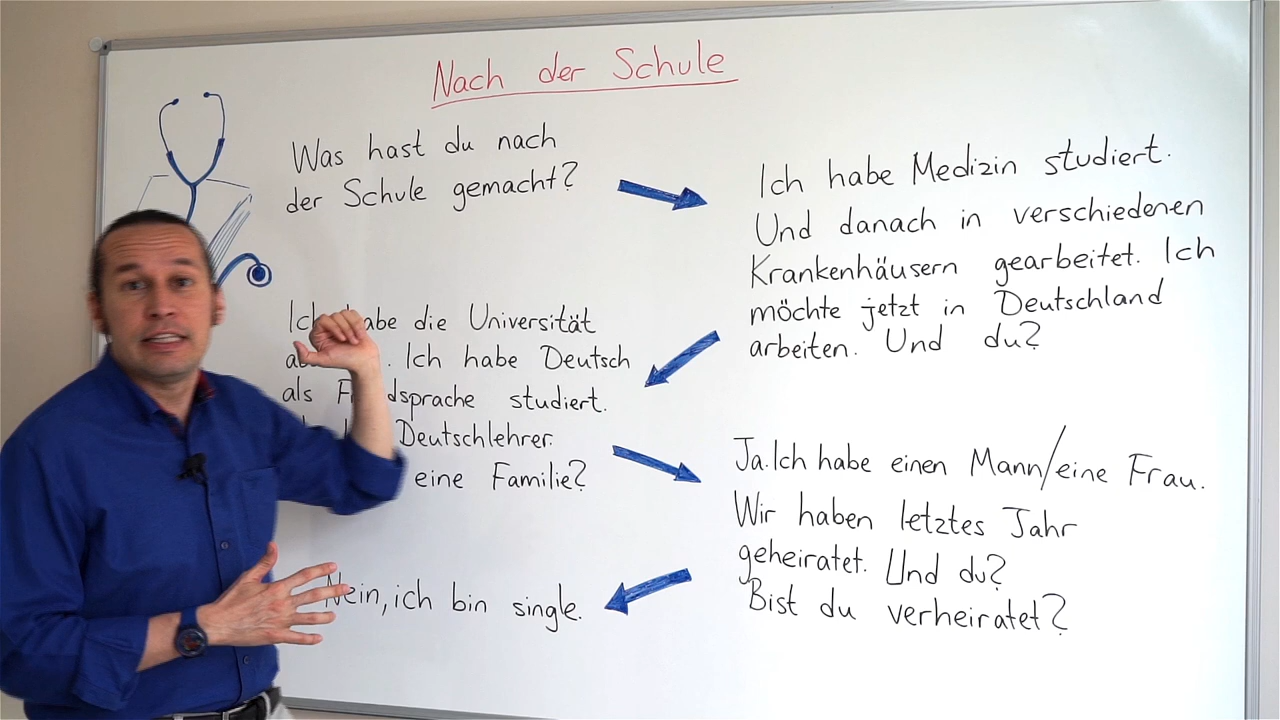 Nach der Schule
Was hast du nach
der Schule gemacht?
Ich habe Medizin studiert.
Und danach in verschiedenen
Krankenhäusern gearbeitet. Ich
möchte jetzt in Deutschland
arbeiten. Und du?
Ich habe die Universität
. Ich habe Deutsch
als Fremdsprache studiert.
Deutschlehrer.
eine Familie?
Ja. Ich habe einen Mann/eine Frau.
Wir haben letztes Jahr
geheiratet. Und du?
Bist du verheiratet?
Nein, ich bin single.